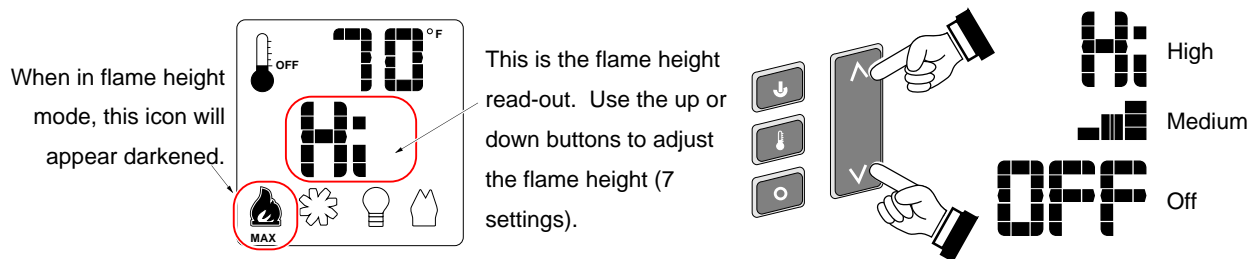 When in flame height
mode, this icon will
appear darkened.
OFF
70 °F
Hi
MAX
This is the flame height
read-out. Use the up or
down buttons to adjust
the flame height (7
settings).
Hi
High
Medium
OFF
Off